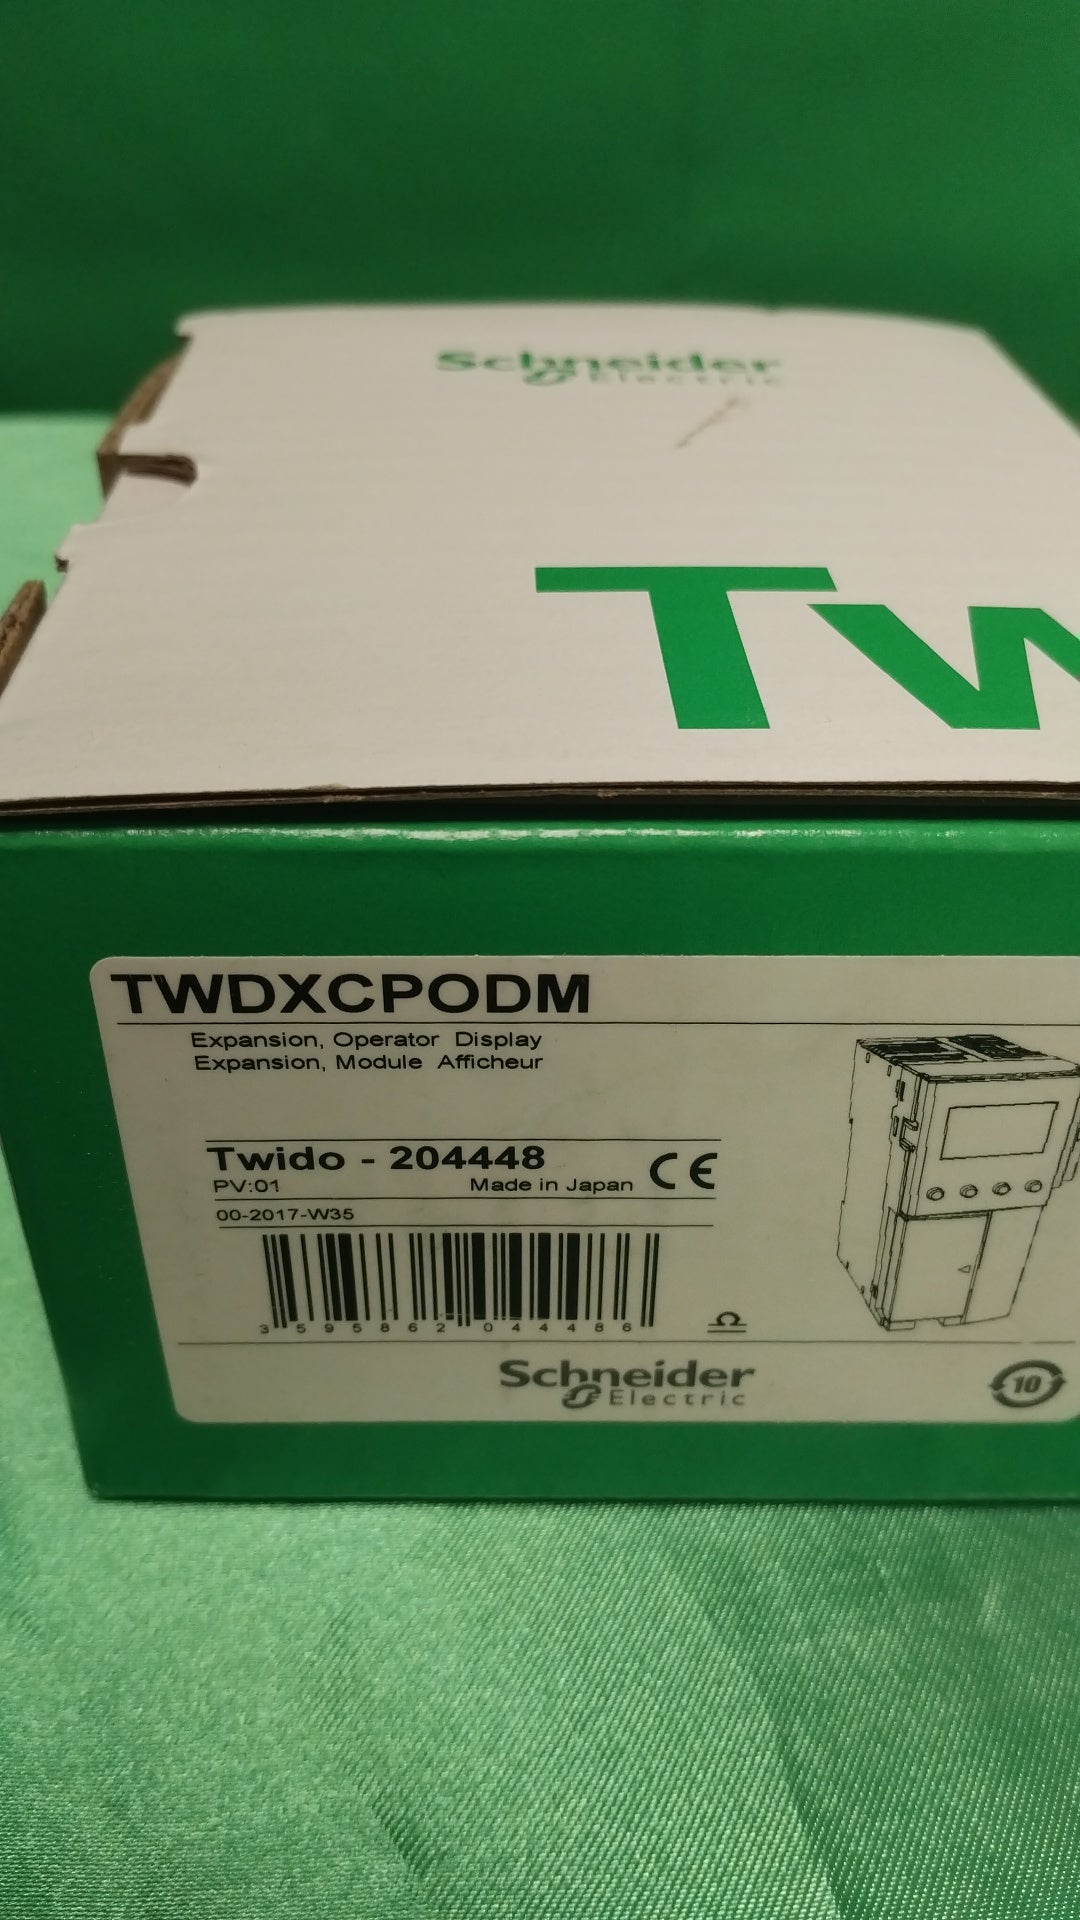 Schneider
Electric
Tw
TWDXCPODM
Expansion, Operator Display
Expansion, Module Afficheur
Twido - 204448
PV:01 Made in Japan CE
00-2017-W35
3 595862 044486
Schneider
Electric
10